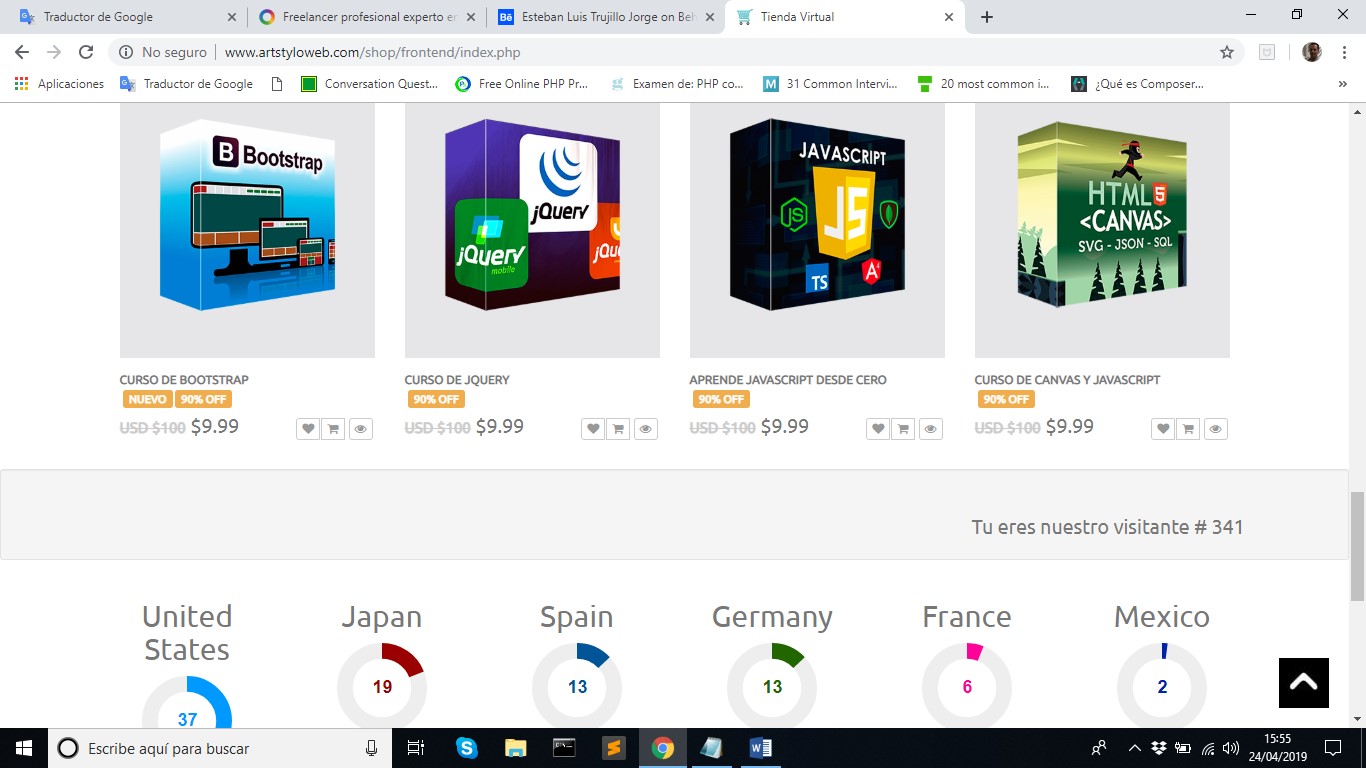 Traductor de Google
Freelancer profesional experto en
Bē Esteban Luis Trujillo Jorge on Beh
Tienda Virtual
No seguro | www.artstyloweb.com/shop/frontend/index.php
Aplicaciones
Traductor de Google
Conversation Quest...
Free Online PHP Pr...
Examen de: PHP co...
M 31 Common Intervi...
20 most common i...
¿Qué es Composer...
»
B Bootstrap
jQuery
jQuery
mobile
jQu
JAVASCRIPT
JS
JS
TS
A
HTML 5
<CANVAS>
SVG - JSON - SQL
CURSO DE BOOTSTRAP
NUEVO 90% OFF
USD $100 $9.99
CURSO DE JQUERY
90% OFF
USD $100 $9.99
APRENDE JAVASCRIPT DESDE CERO
90% OFF
USD $100 $9.99
CURSO DE CANVAS Y JAVASCRIPT
90% OFF
USD $100 $9.99
Tu eres nuestro visitante # 341
United
States
37
Japan
19
Spain
13
Germany
13
France
6
Mexico
2
Escribe aquí para buscar
15:55
24/04/2019